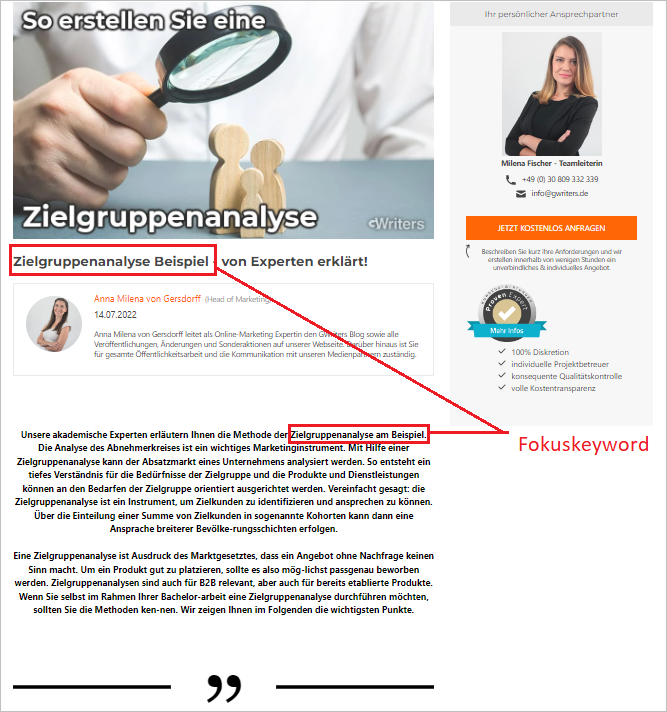 So erstellen Sie eine
Zielgruppenanalyse
GWriters
Zielgruppenanalyse Beispiel - von Experten erklärt!
Anna Milena von Gersdorff (Head of Marketing)
14.07.2022
Anna Milena von Gersdorff leitet als Online-Marketing Expertin den GWriters Blog sowie alle
Veröffentlichungen, Änderungen und Sonderaktionen auf unserer Webseite. Darüber hinaus ist Sie
für gesamte Öffentlichkeitsarbeit und die Kommunikation mit unseren Medienpartnern zuständig.
Unsere akademische Experten erläutern Ihnen die Methode der Zielgruppenanalyse am Beispiel.
Die Analyse des Abnehmerkreises ist ein wichtiges Marketinginstrument. Mit Hilfe einer
Zielgruppenanalyse kann der Absatzmarkt eines Unternehmens analysiert werden. So entsteht ein
tiefes Verständnis für die Bedürfnisse der Zielgruppe und die Produkte und Dienstleistungen
können an den Bedarfen der Zielgruppe orientiert ausgerichtet werden. Vereinfacht gesagt: die
Zielgruppenanalyse ist ein Instrument, um Zielkunden zu identifizieren und ansprechen zu können.
Über die Einteilung einer Summe von Zielkunden in sogenannte Kohorten kann dann eine
Ansprache breiterer Bevölke-rungsschichten erfolgen.
Eine Zielgruppenanalyse ist Ausdruck des Marktgesetztes, dass ein Angebot ohne Nachfrage keinen
Sinn macht. Um ein Produkt gut zu platzieren, sollte es also mög-lichst passgenau beworben
werden. Zielgruppenanalysen sind auch für B2B relevant, aber auch für bereits etablierte Produkte.
Wenn Sie selbst im Rahmen Ihrer Bachelor-arbeit eine Zielgruppenanalyse durchführen möchten,
sollten Sie die Methoden ken-nen. Wir zeigen Ihnen im Folgenden die wichtigsten Punkte.
”
Ihr persönlicher Ansprechpartner
Milena Fischer - Teamleiterin
+49 (0) 30 809 332 339
info@gwriters.de
JETZT KOSTENLOS ANFRAGEN
Beschreiben Sie kurz ihre Anforderungen und wir
erstellen innerhalb von wenigen Stunden ein
unverbindliches & individuelles Angebot.
Proven Expert
Mehr Infos
100% Diskretion
individuelle Projektbetreuer
konsequente Qualitätskontrolle
volle Kostentransparenz
Fokuskeyword